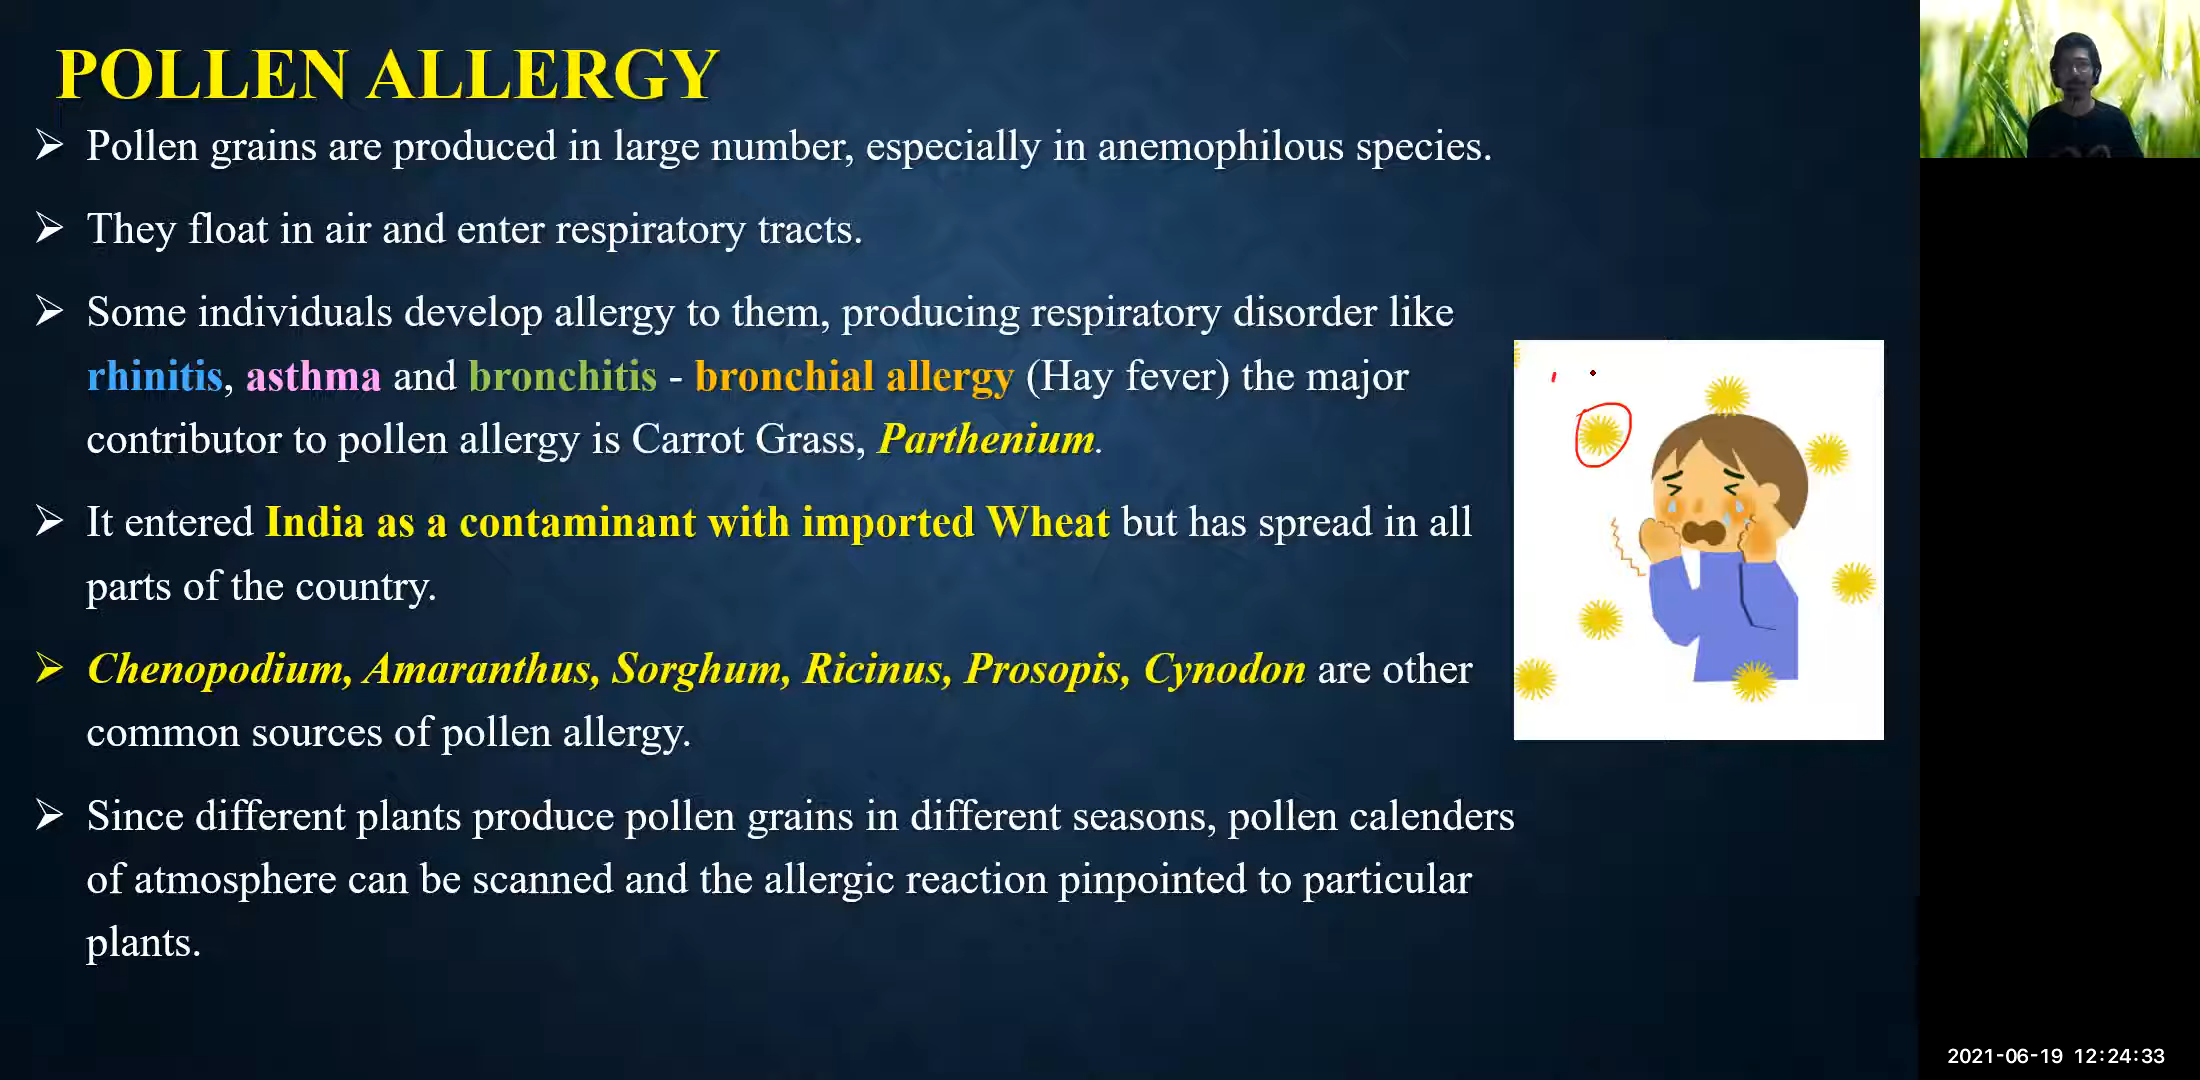 POLLEN ALLERGY
➢ Pollen grains are produced in large number, especially in anemophilous species.
➢ They float in air and enter respiratory tracts.
➢ Some individuals develop allergy to them, producing respiratory disorder like
rhinitis, asthma and bronchitis - bronchial allergy (Hay fever) the major
contributor to pollen allergy is Carrot Grass, Parthenium.
➢ It entered India as a contaminant with imported Wheat but has spread in all
parts of the country.
➢ Chenopodium, Amaranthus, Sorghum, Ricinus, Prosopis, Cynodon are other
common sources of pollen allergy.
➢ Since different plants produce pollen grains in different seasons, pollen calenders
of atmosphere can be scanned and the allergic reaction pinpointed to particular
plants.
2021-06-19 12:24:33